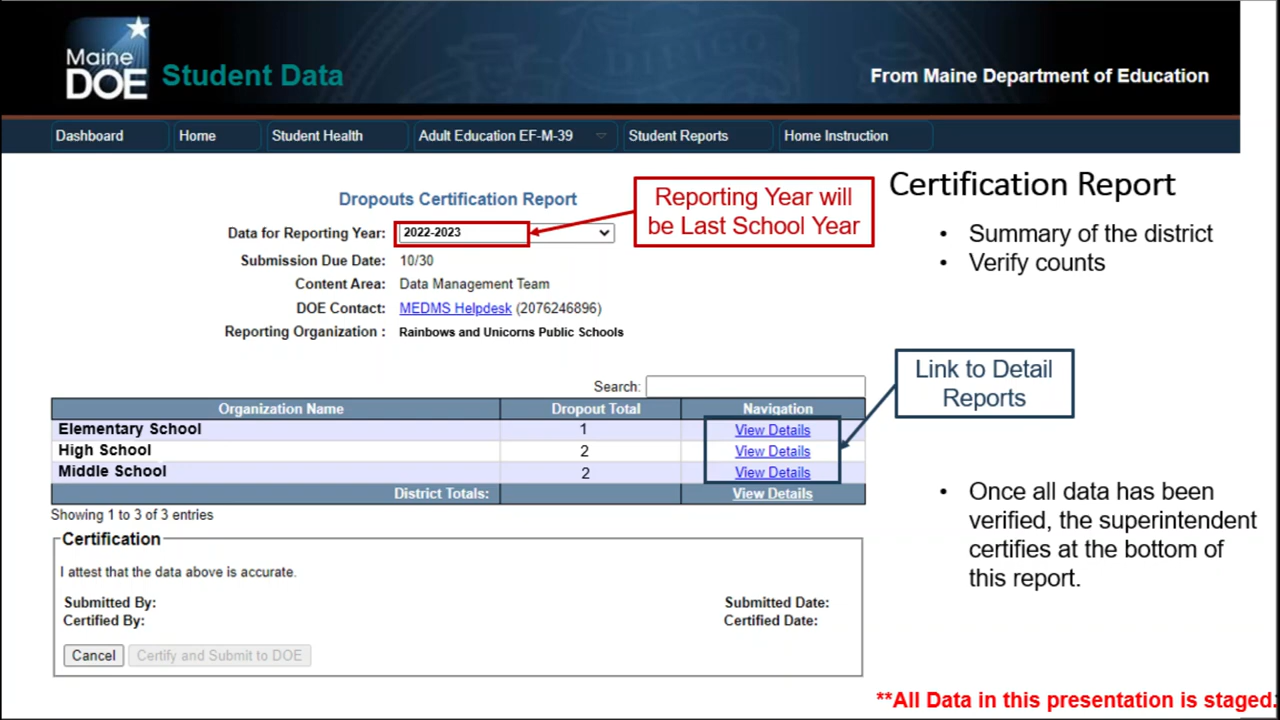 Maine
DOE
Student Data
From Maine Department of Education
Dashboard Home Student Health Adult Education EF-M-39 Student Reports Home Instruction
Certification Report
Dropouts Certification Report
Reporting Year will
be Last School Year
Data for Reporting Year: 2022-2023
• Summary of the district
• Verify counts
Submission Due Date: 10/30
Content Area: Data Management Team
DOE Contact: MEDMS Helpdesk (2076246896)
Reporting Organization : Rainbows and Unicorns Public Schools
Link to Detail
Reports
Search:
Organization Name Dropout Total Navigation
Elementary School 1 View Details
High School 2 View Details
Middle School 2 View Details
District Totals: View Details
Showing 1 to 3 of 3 entries
• Once all data has been
verified, the superintendent
certifies at the bottom of
this report.
Certification
I attest that the data above is accurate.
Submitted By: Submitted Date:
Certified By: Certified Date:
Cancel Certify and Submit to DOE
**All Data in this presentation is staged.